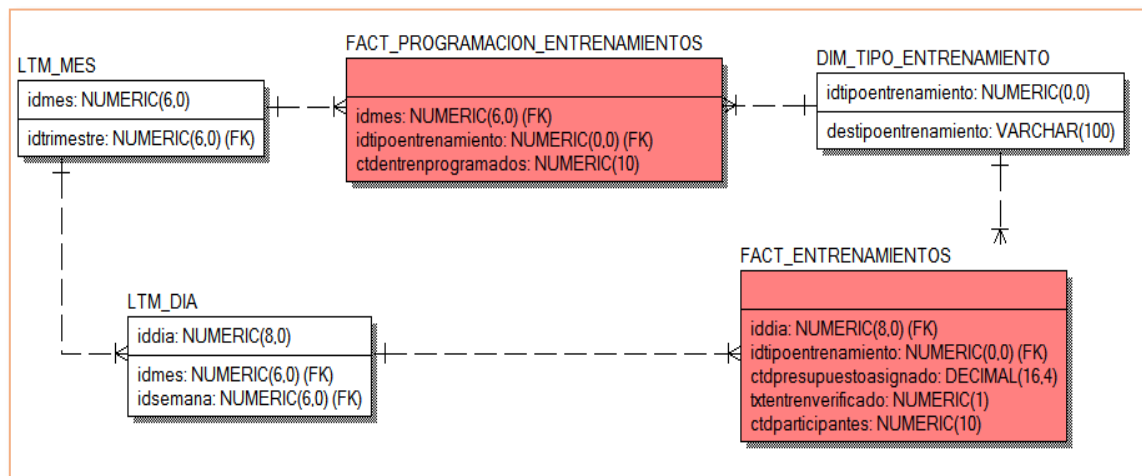 LTM_MES
idmes: NUMERIC(6,0)
idtrimestre: NUMERIC(6,0) (FK)
FACT_PROGRAMACION_ENTRENAMIENTOS
idmes: NUMERIC(6,0) (FK)
idtipoentrenamiento: NUMERIC(0,0) (FK)
ctdentrenprogramados: NUMERIC(10)
DIM_TIPO_ENTRENAMIENTO
idtipoentrenamiento: NUMERIC(0,0)
destipoentrenamiento: VARCHAR(100)
LTM_DIA
iddia: NUMERIC(8,0)
idmes: NUMERIC(6,0) (FK)
idsemana: NUMERIC(6,0) (FK)
FACT_ENTRENAMIENTOS
iddia: NUMERIC(8,0) (FK)
idtipoentrenamiento: NUMERIC(0,0) (FK)
ctdpresupuestoasignado: DECIMAL(16,4)
txtentrenverificado: NUMERIC(1)
ctdparticipantes: NUMERIC(10)